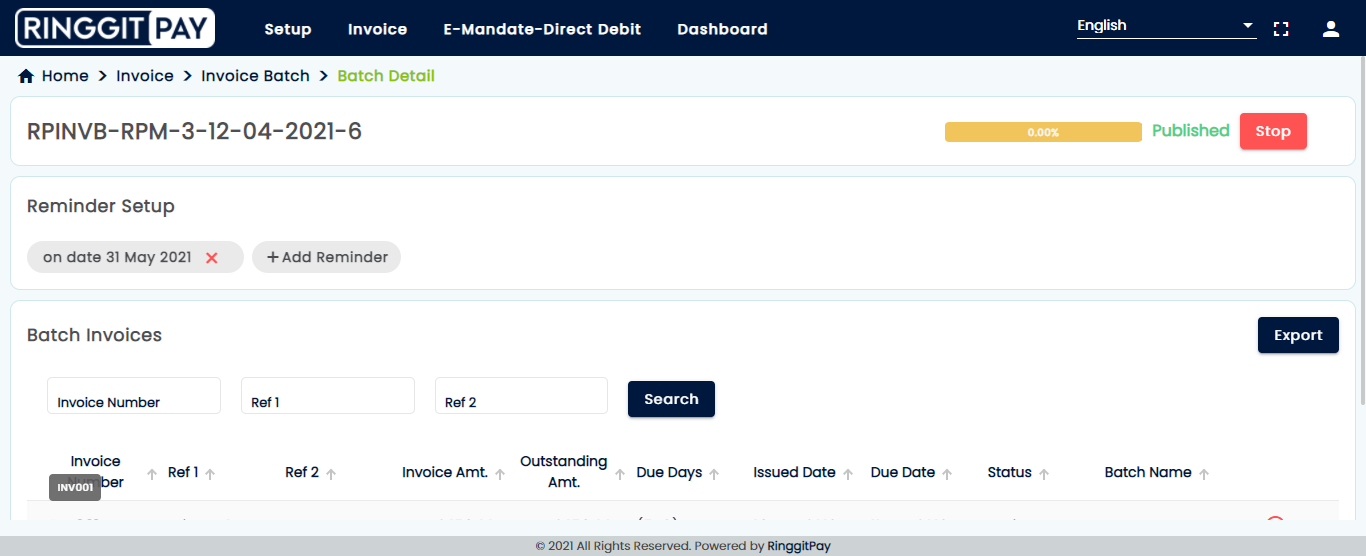 RINGGIT PAY Setup Invoice E-Mandate-Direct Debit Dashboard English
Home > Invoice > Invoice Batch > Batch Detail
RPINVB-RPM-3-12-04-2021-6 0.00% Published Stop
Reminder Setup
on date 31 May 2021 × + Add Reminder
Batch Invoices Export
Invoice Number Ref 1 Ref 2 Search
Invoice Number Ref 1 Ref 2 Invoice Amt. Outstanding Amt. Due Days Issued Date Due Date Status Batch Name
INV001
© 2021 All Rights Reserved. Powered by RinggitPay